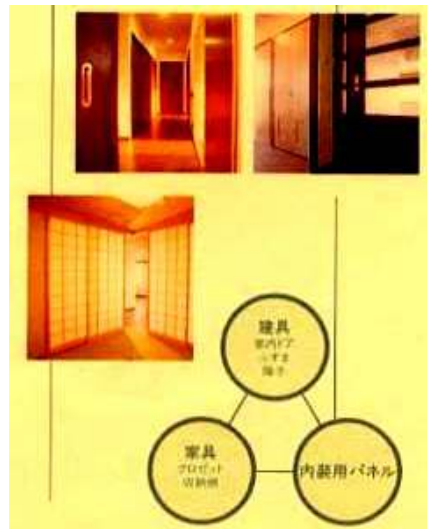 建具
室内ドア
ふすま
障子
家具
クロゼット
収納棚
内装用パネル